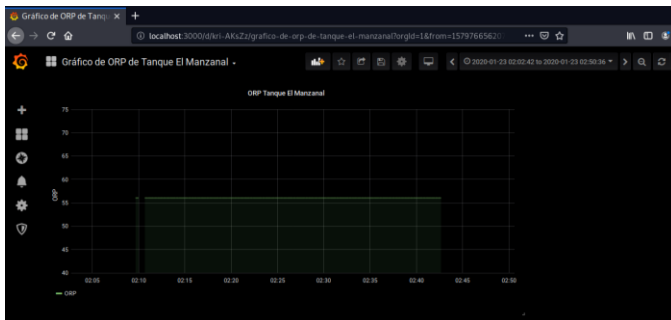 Gráfico de ORP de Tanqu
localhost:3000/d/kri-AKsZz/grafico-de-orp-de-tanque-el-manzanal?orgId=1&from=15797665620
Gráfico de ORP de Tanque El Manzanal
2020-01-23 02:02:42 to 2020-01-23 02:50:36
ORP Tanque El Manzanal
75
70
65
60
55
50
45
40
ORP
02:05 02:10 02:15 02:20 02:25 02:30 02:35 02:40 02:45 02:50
ORP